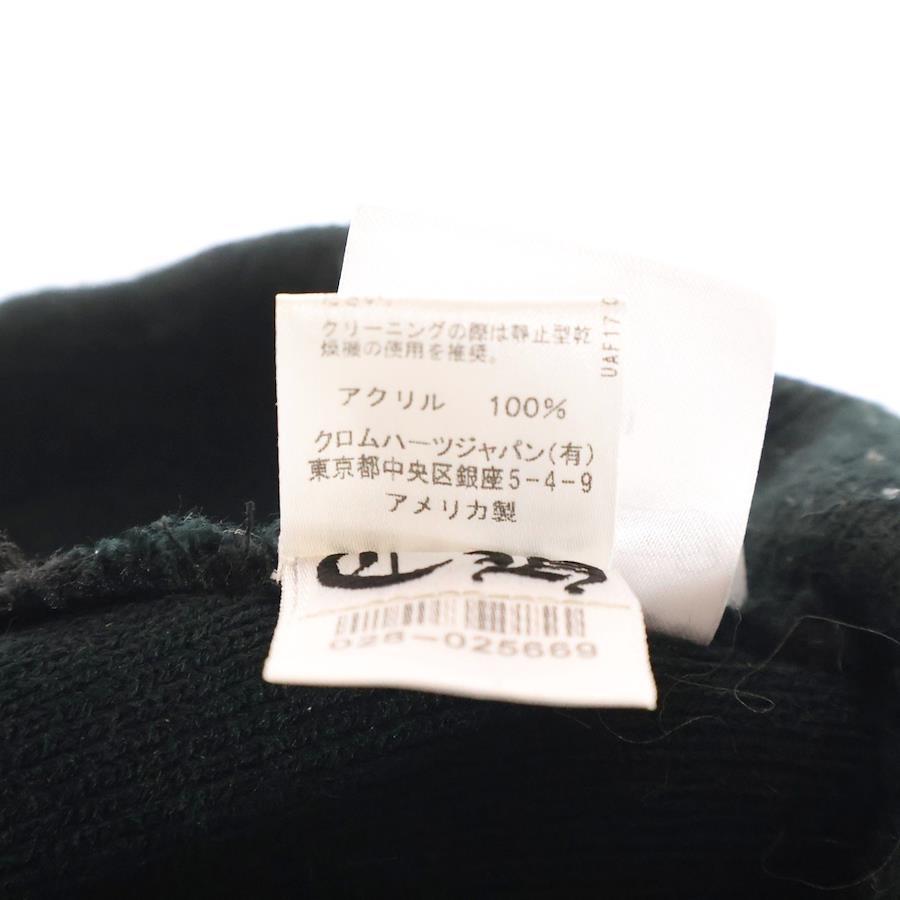 クリーニングの際は静止型乾
燥機の使用を推奨。
アクリル 100%
クロムハーツジャパン(有)
東京都中央区銀座5-4-9
アメリカ製
UAF17
028-025669